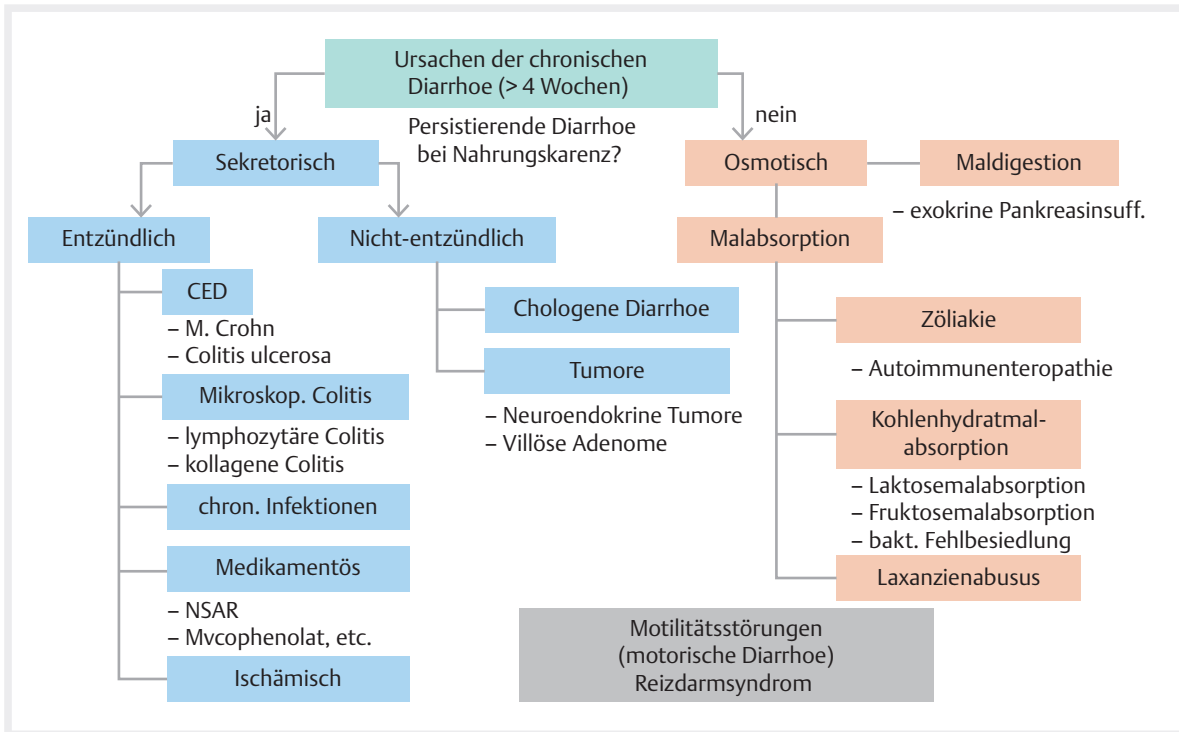 Ursachen der chronischen
Diarrhoe (> 4 Wochen)
ja
nein
Persistierende Diarrhoe
bei Nahrungskarenz?
Sekretorisch
Osmotisch
Maldigestion
– exokrine Pankreasinsuff.
Entzündlich
Nicht-entzündlich
Malabsorption
CED
– M. Crohn
– Colitis ulcerosa
Mikroskop. Colitis
– lymphozytäre Colitis
– kollagene Colitis
chron. Infektionen
Medikamentös
– NSAR
– Mvcophenolat, etc.
Ischämisch
Chologene Diarrhoe
Tumore
– Neuroendokrine Tumore
– Villöse Adenome
Zöliakie
– Autoimmunenteropathie
Kohlenhydratmal-
absorption
– Laktosemalabsorption
– Fruktosemalabsorption
– bakt. Fehlbesiedlung
Laxanzienabusus
Motilitätsstörungen
(motorische Diarrhoe)
Reizdarmsyndrom